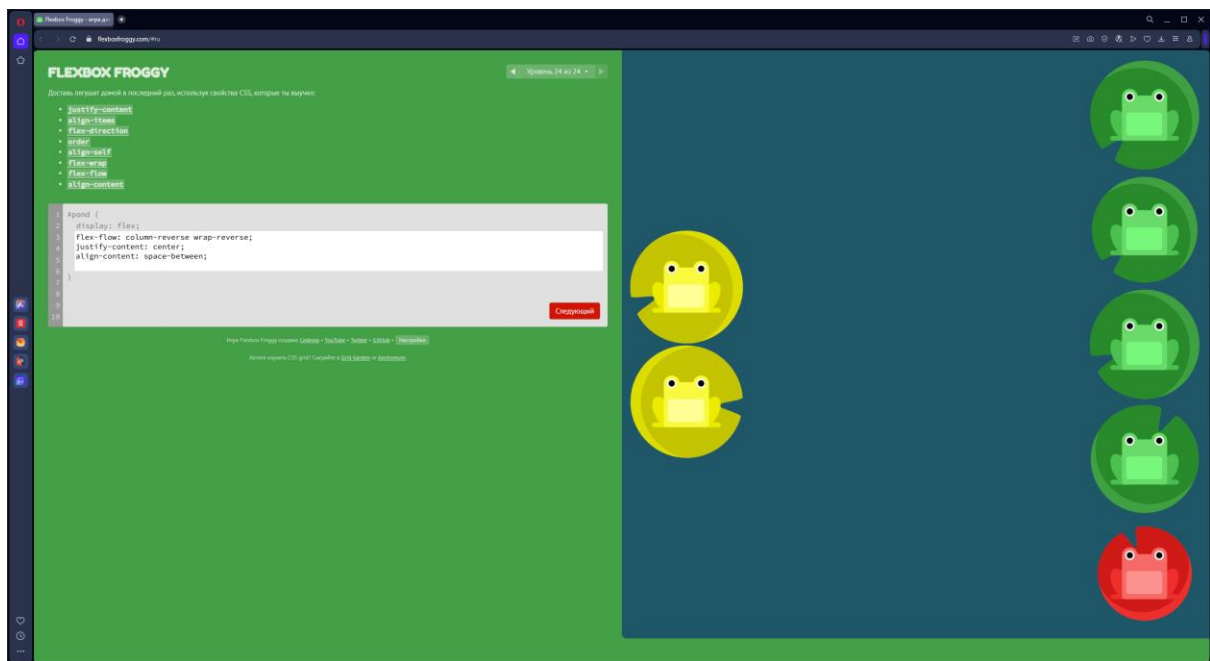 Flexbox Froggy - игра дл
flexboxfroggy.com/#ru
FLEXBOX FROGGY
Уровень 24 из 24
Доставь лягушат домой в последний раз, используя свойства CSS, которые ты выучил:
justify-content
align-items
flex-direction
order
align-self
flex-wrap
flex-flow
align-content
1 #pond {
2 display: flex;
3 flex-flow: column-reverse wrap-reverse;
4 justify-content: center;
5 align-content: space-between;
6
7 }
8
9
10
Следующий
Игра Flexbox Froggy создана Codepip • YouTube • Twitter • GitHub • Настройка
Хотите изучить CSS grid? Сыграйте в Grid Garden or Anchoreum.